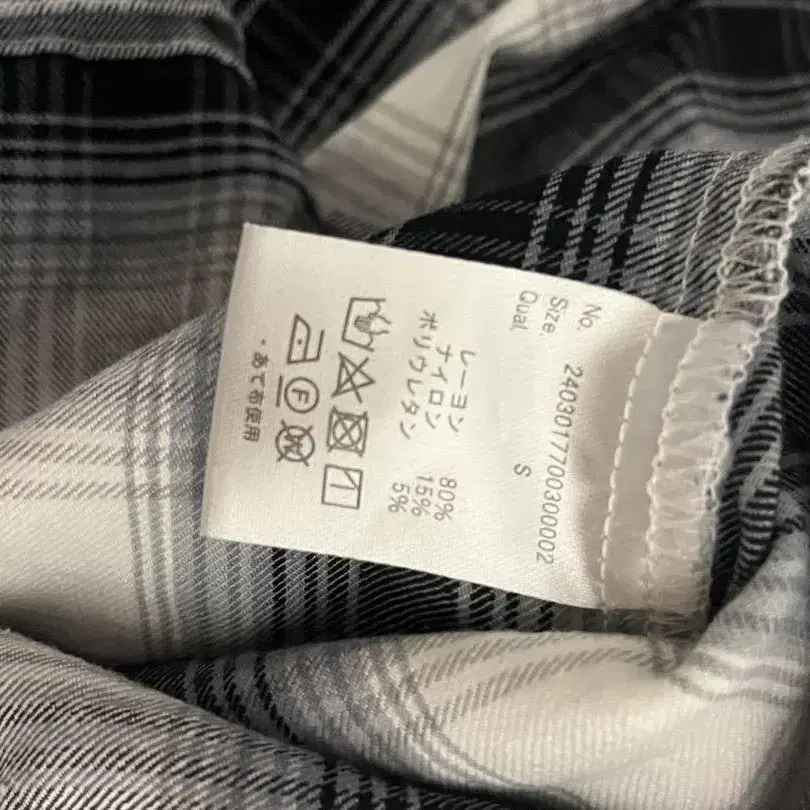 No. 2403017700300002
Size. S
Qual.
レーヨン 80%
ナイロン 15%
ポリウレタン 5%
F
W
・あて布使用